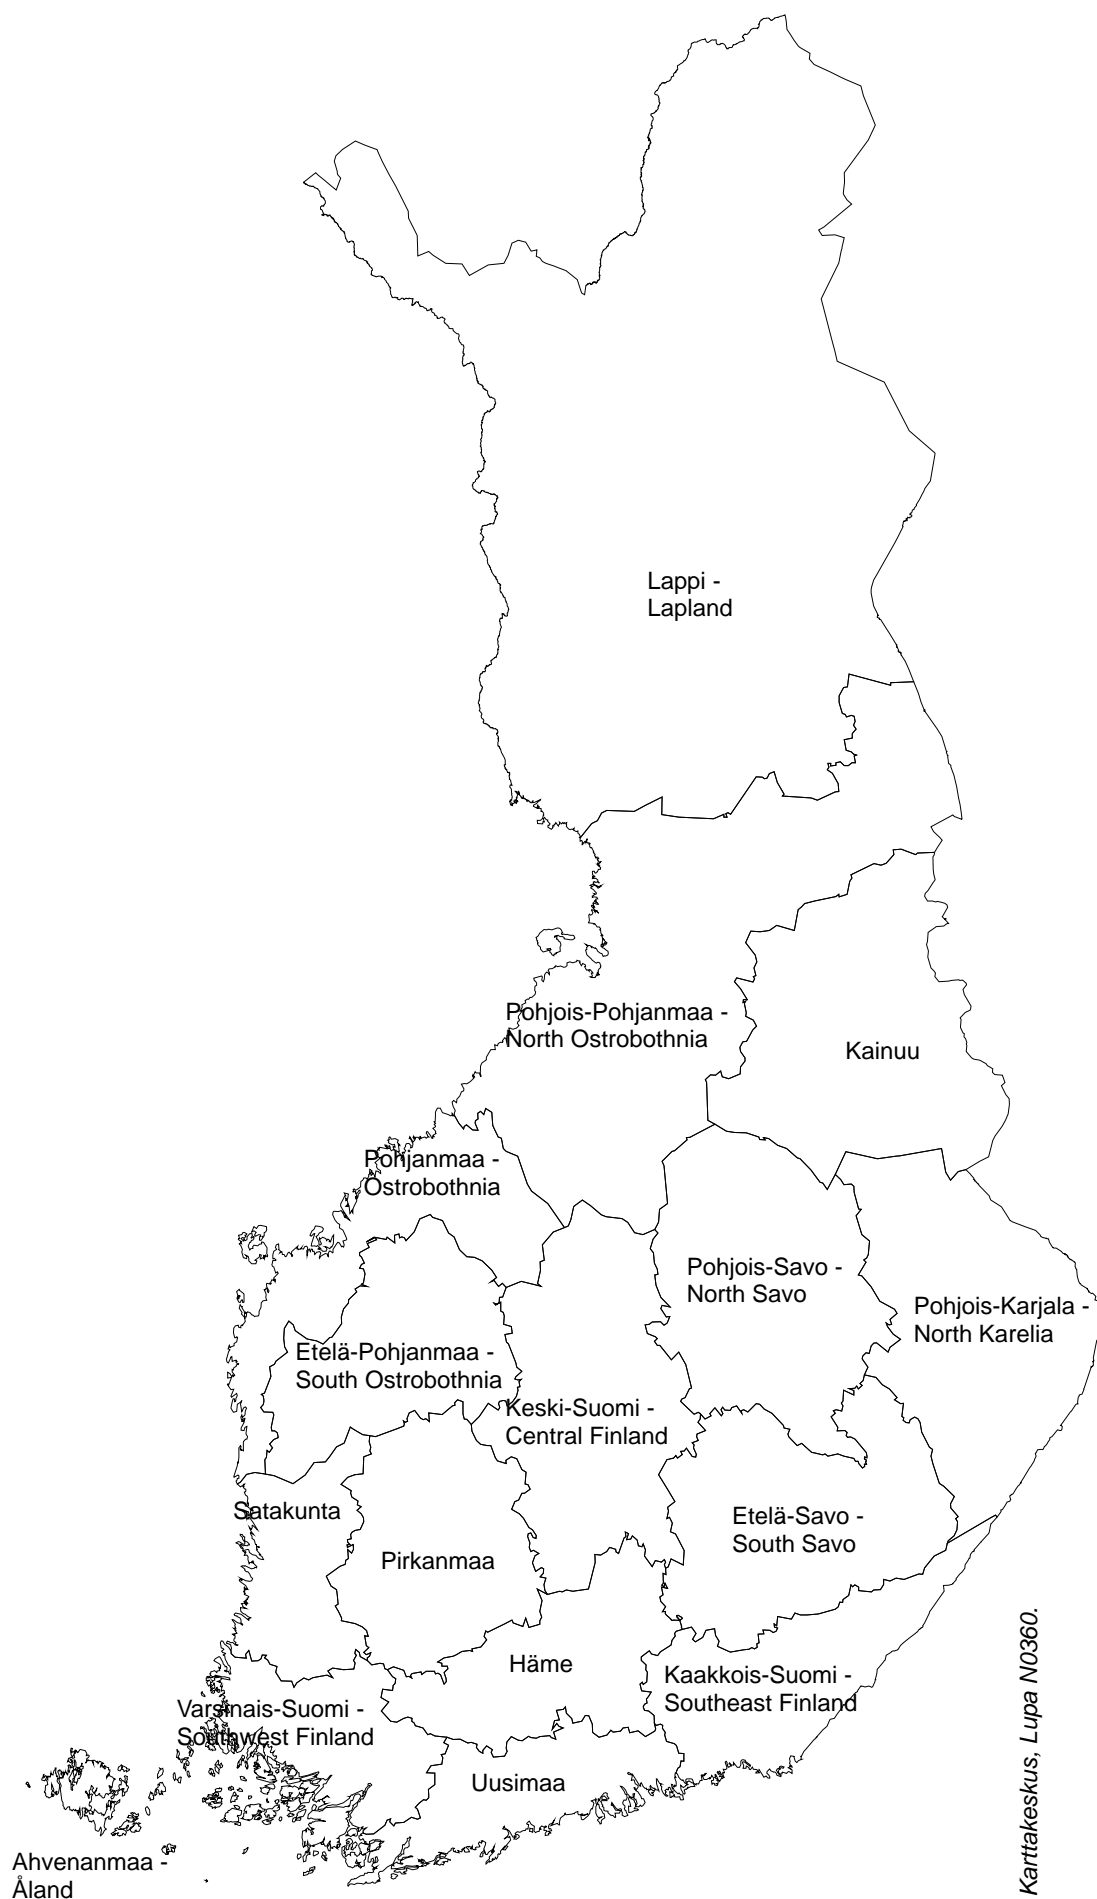 Lappi -
Lapland
Pohjois-Pohjanmaa -
North Ostrobothnia
Kainuu
Pohjanmaa -
Ostrobothnia
Pohjois-Savo -
North Savo
Pohjois-Karjala -
North Karelia
Etelä-Pohjanmaa -
South Ostrobothnia
Keski-Suomi -
Central Finland
Satakunta
Etelä-Savo -
South Savo
Pirkanmaa
Häme
Kaakkois-Suomi -
Southeast Finland
Varsinais-Suomi -
Southwest Finland
Uusimaa
Ahvenanmaa -
Åland
Karttakeskus, Lupa N0360.